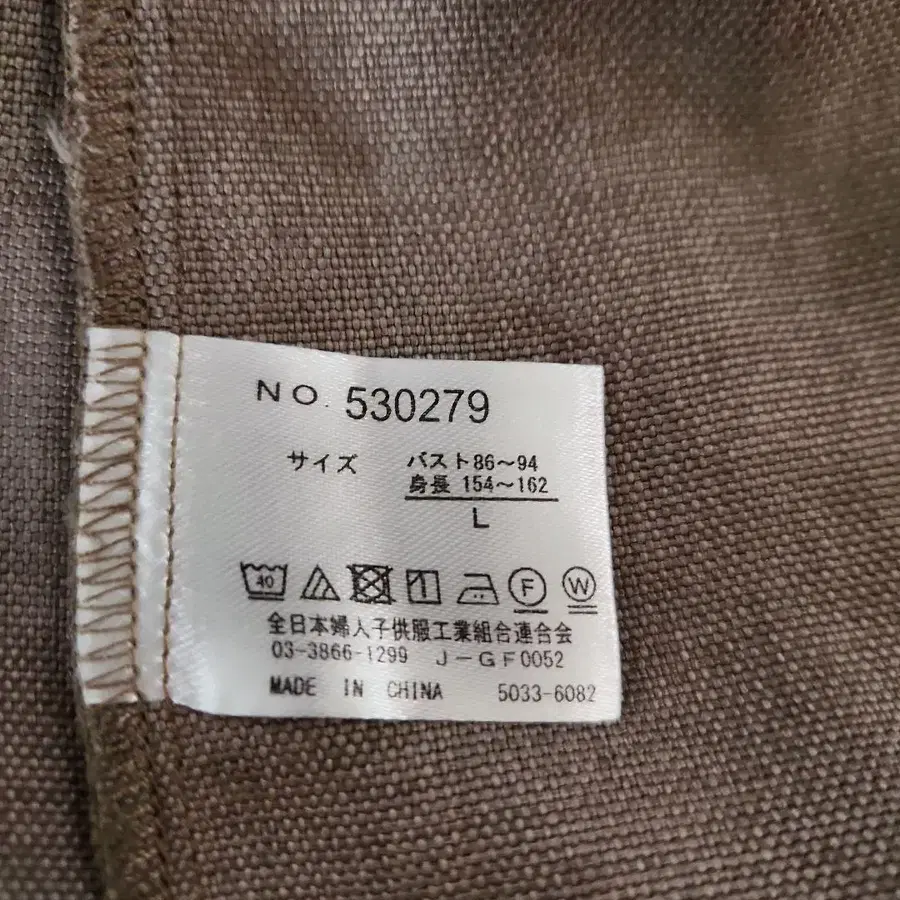 NO. 530279
サイズ バスト86～94
身長 154～162
L
40 F W
全日本婦人子供服工業組合連合会
03-3866-1299 J-GF0052
MADE IN CHINA 5033-6082